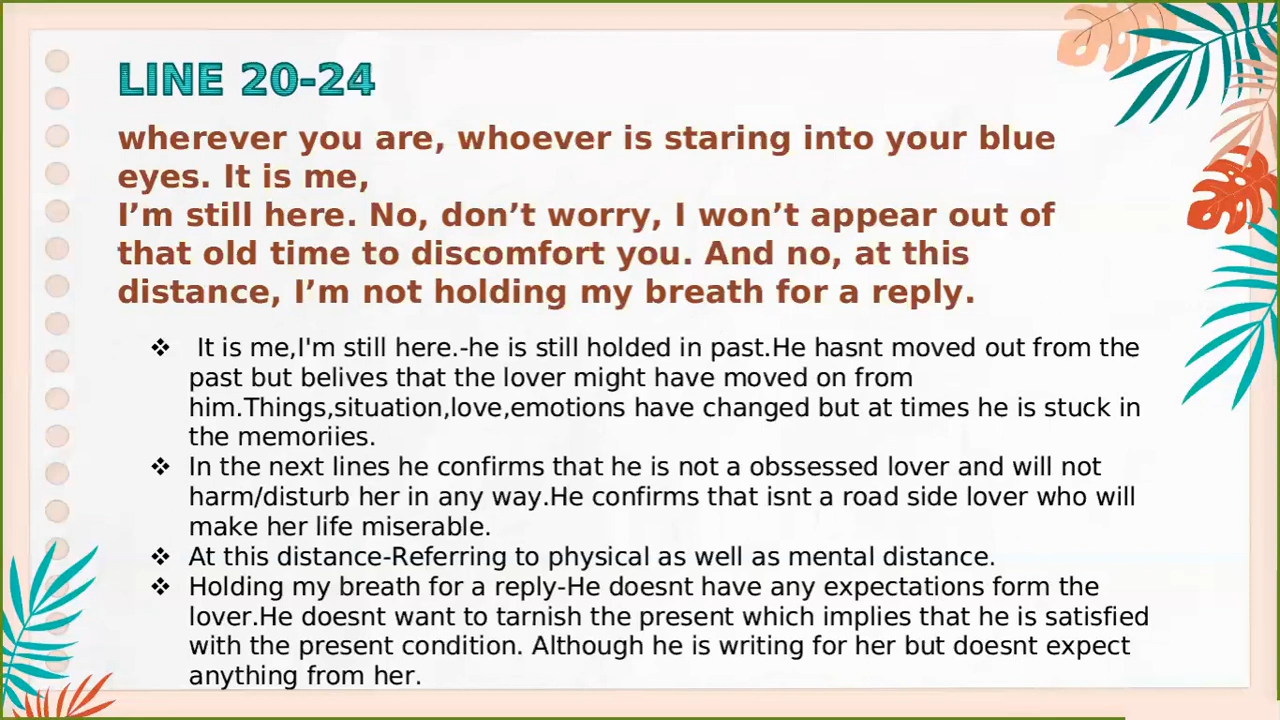 LINE 20-24
wherever you are, whoever is staring into your blue
eyes. It is me,
I’m still here. No, don’t worry, I won’t appear out of
that old time to discomfort you. And no, at this
distance, I’m not holding my breath for a reply.
❖ It is me,I'm still here.-he is still holded in past.He hasnt moved out from the
past but belives that the lover might have moved on from
him.Things,situation,love,emotions have changed but at times he is stuck in
the memoriies.
❖ In the next lines he confirms that he is not a obssessed lover and will not
harm/disturb her in any way.He confirms that isnt a road side lover who will
make her life miserable.
❖ At this distance-Referring to physical as well as mental distance.
❖ Holding my breath for a reply-He doesnt have any expectations form the
lover.He doesnt want to tarnish the present which implies that he is satisfied
with the present condition. Although he is writing for her but doesnt expect
anything from her.